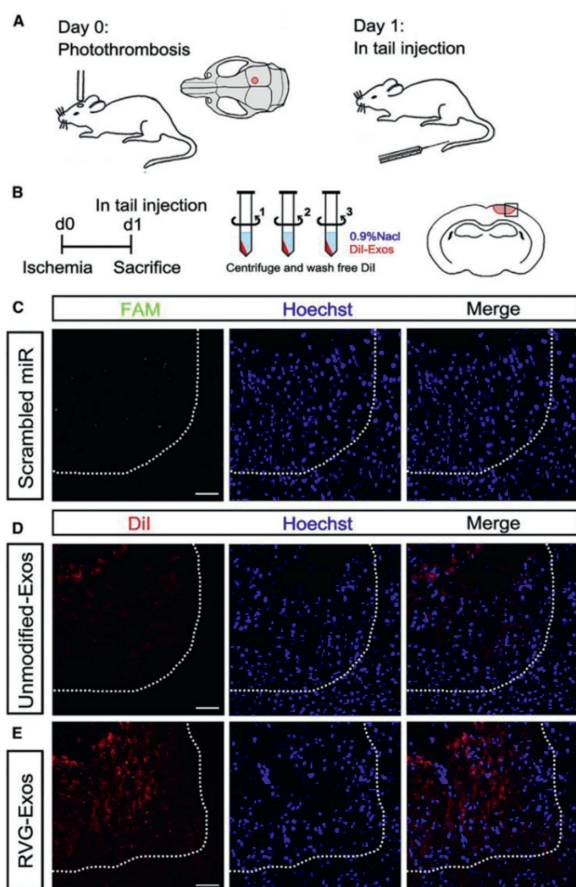 A
Day 0:
Photothrombosis
Day 1:
In tail injection
B
In tail injection
d0 d1
Ischemia Sacrifice
1 2 3
0.9%Nacl
Dil-Exos
Centrifuge and wash free Dil
C FAM Hoechst Merge
Scrambled miR
D Dil Hoechst Merge
Unmodified-Exos
E
RVG-Exos